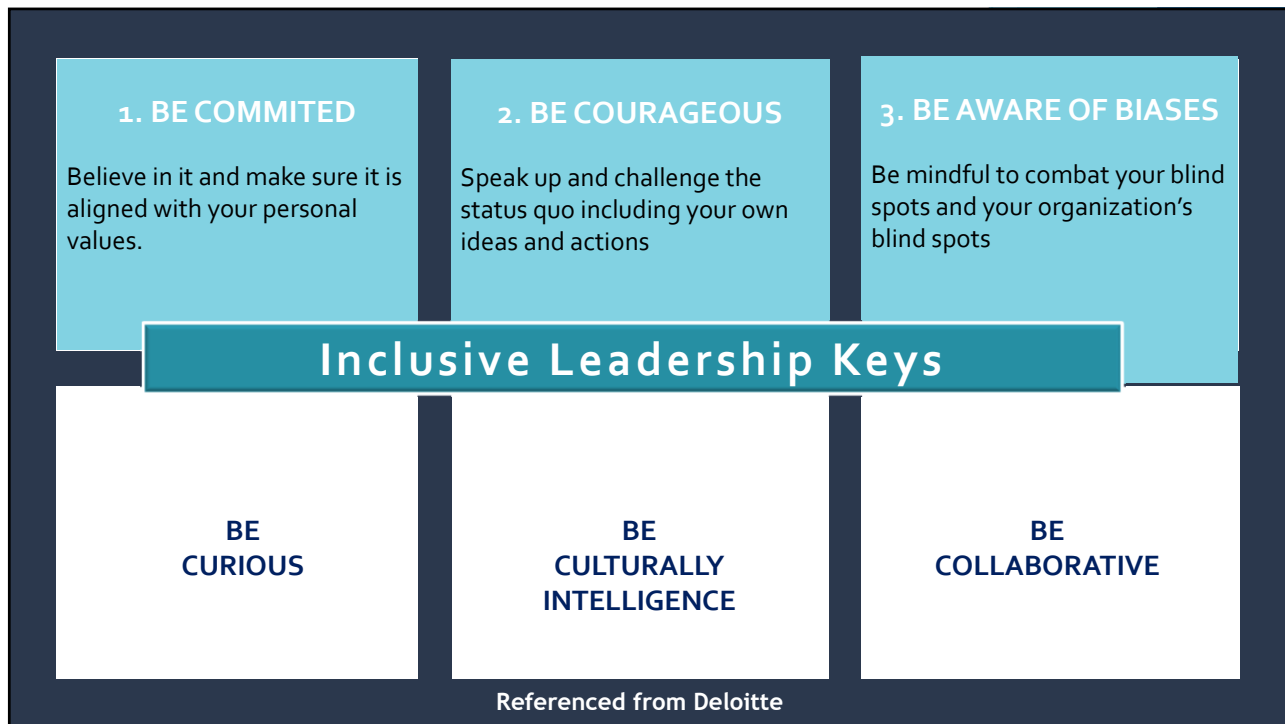 1. BE COMMITED
Believe in it and make sure it is
aligned with your personal
values.
2. BE COURAGEOUS
Speak up and challenge the
status quo including your own
ideas and actions
3. BE AWARE OF BIASES
Be mindful to combat your blind
spots and your organization's
blind spots
Inclusive Leadership Keys
BE
CURIOUS
BE
CULTURALLY
INTELLIGENCE
BE
COLLABORATIVE
Referenced from Deloitte